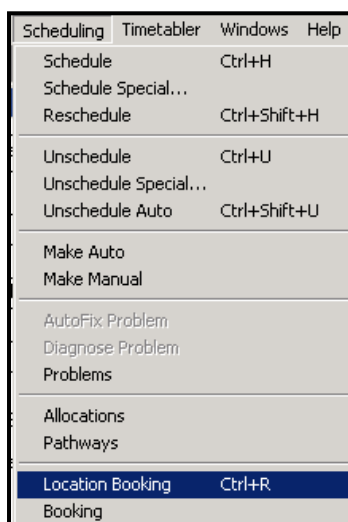 Scheduling Timetabler Windows Help
Schedule Ctrl+H
Schedule Special...
Reschedule Ctrl+Shift+H
Unschedule Ctrl+U
Unschedule Special...
Unschedule Auto Ctrl+Shift+U
Make Auto
Make Manual
AutoFix Problem
Diagnose Problem
Problems
Allocations
Pathways
Location Booking Ctrl+R
Booking